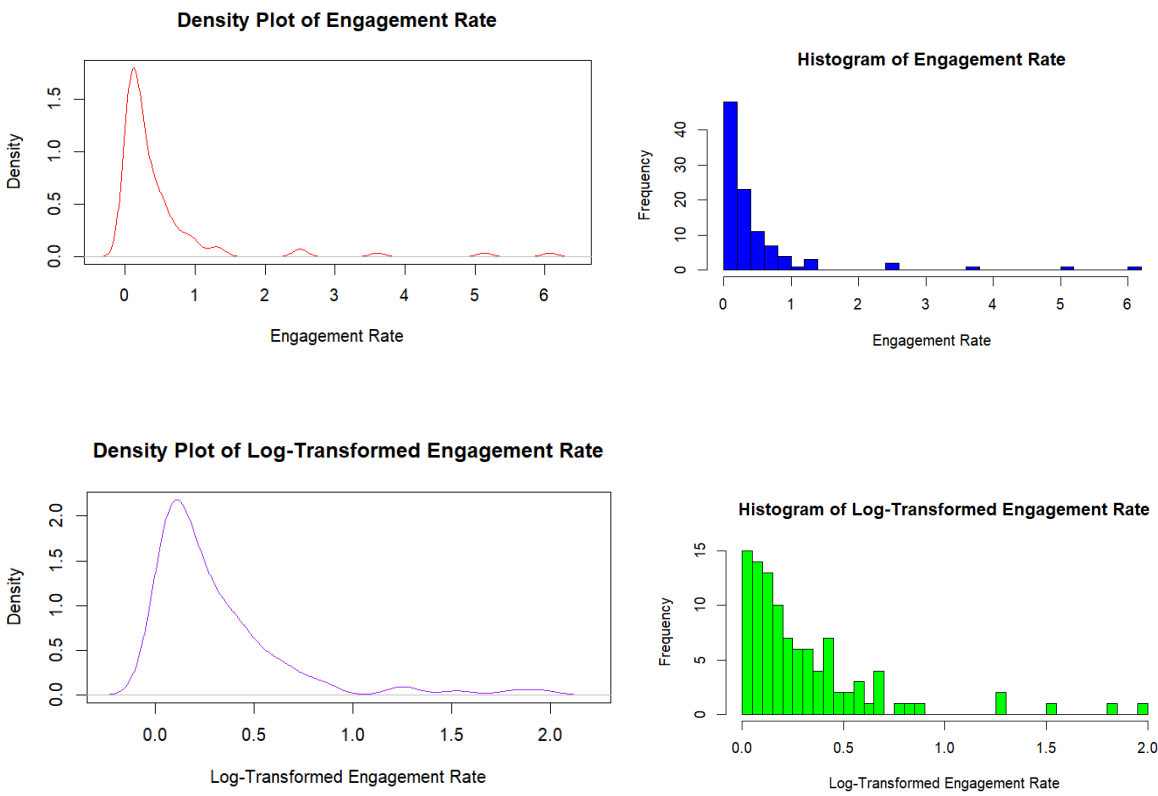 Density Plot of Engagement Rate
Density
0.0 0.5 1.0 1.5
0 1 2 3 4 5 6
Engagement Rate
Histogram of Engagement Rate
Frequency
0 10 20 30 40
0 1 2 3 4 5 6
Engagement Rate
Density Plot of Log-Transformed Engagement Rate
Density
0.0 0.5 1.0 1.5 2.0
0.0 0.5 1.0 1.5 2.0
Log-Transformed Engagement Rate
Histogram of Log-Transformed Engagement Rate
Frequency
0 5 10 15
0.0 0.5 1.0 1.5 2.0
Log-Transformed Engagement Rate